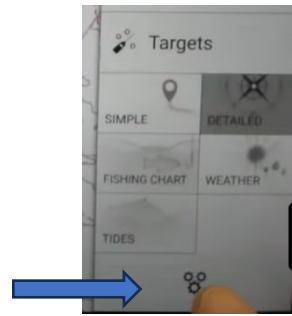 Targets
SIMPLE
DETAILED
FISHING CHART
WEATHER
TIDES